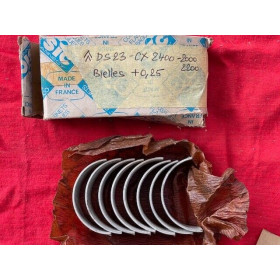 DS23-CX 2400-2000
2200
Bielles +0,25
MADE IN
FRANCE